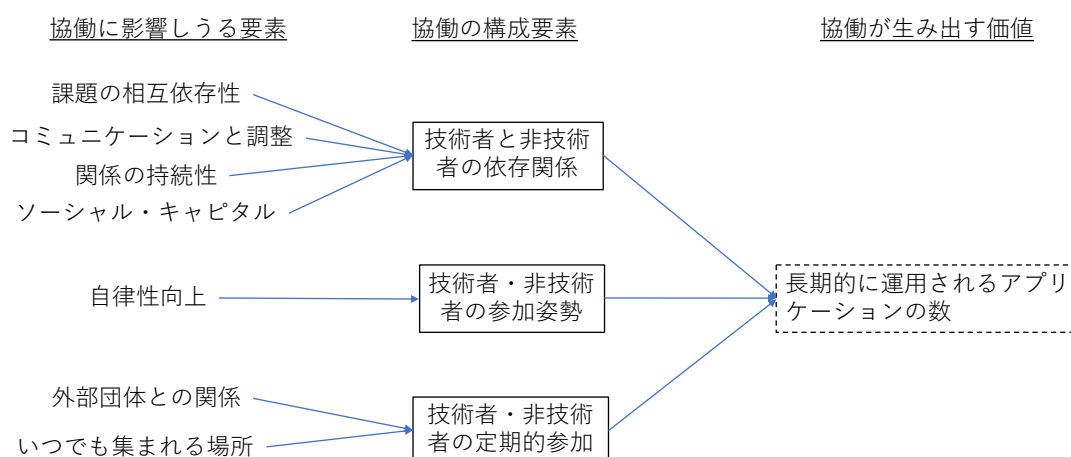 協働に影響しうる要素
協働の構成要素
協働が生み出す価値
課題の相互依存性
コミュニケーションと調整
関係の持続性
ソーシャル・キャピタル
技術者と非技術
者の依存関係
自律性向上
技術者・非技術
者の参加姿勢
長期的に運用されるアプリ
ケーションの数
外部団体との関係
いつでも集まれる場所
技術者・非技術
者の定期的参加